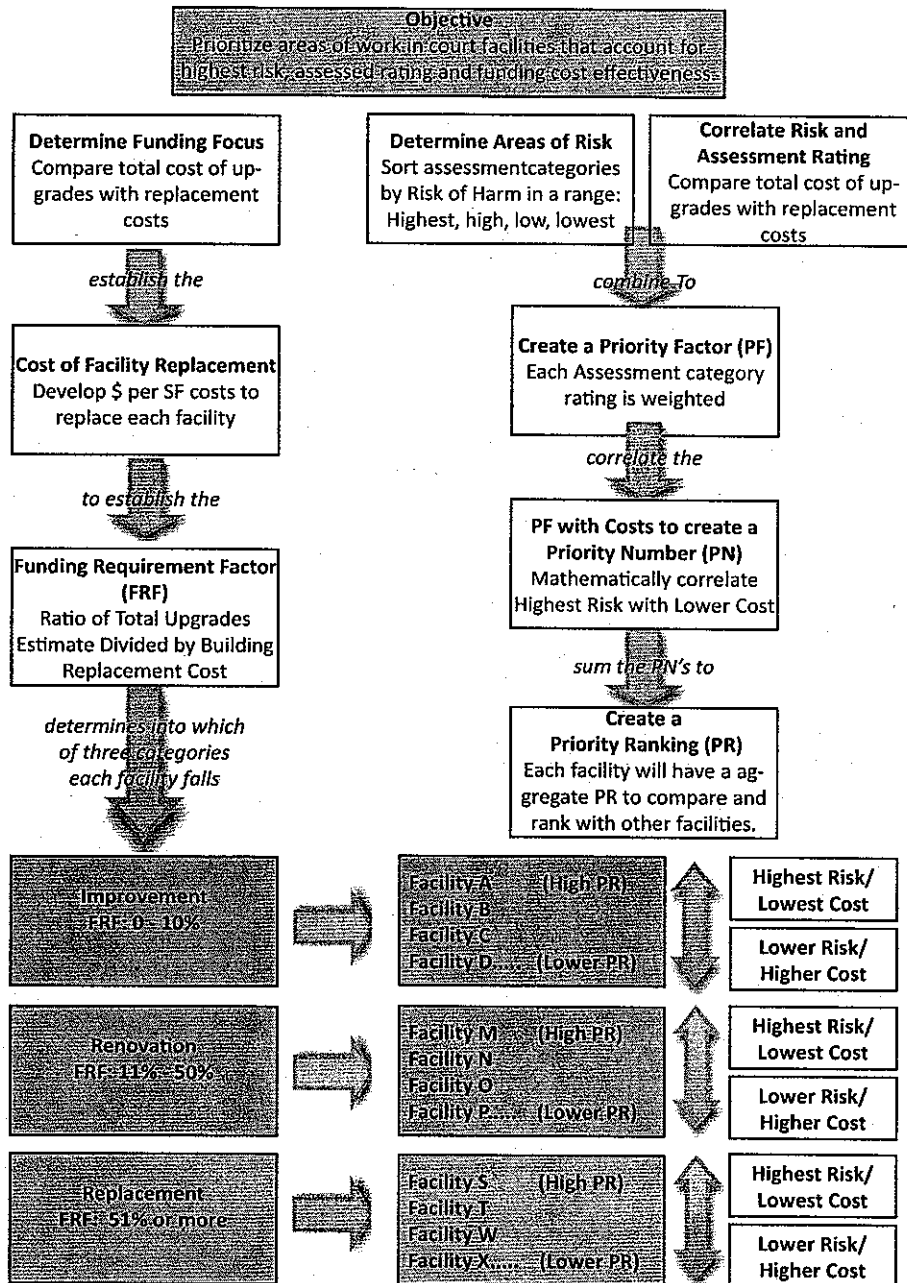 Objective
Prioritize areas of work in court facilities that account for
highest risk, assessed rating and funding cost effectiveness.
Determine Funding Focus
Compare total cost of up-
grades with replacement
costs
Determine Areas of Risk
Sort assessmentcategories
by Risk of Harm in a range:
Highest, high, low, lowest
Correlate Risk and
Assessment Rating
Compare total cost of up-
grades with replacement
costs
establish the
combine To
Cost of Facility Replacement
Develop $ per SF costs to
replace each facility
Create a Priority Factor (PF)
Each Assessment category
rating is weighted
to establish the
correlate the
Funding Requirement Factor
(FRF)
Ratio of Total Upgrades
Estimate Divided by Building
Replacement Cost
PF with Costs to create a
Priority Number (PN)
Mathematically correlate
Highest Risk with Lower Cost
sum the PN's to
determines into which
of three categories
each facility falls
Create a
Priority Ranking (PR)
Each facility will have a ag-
gregate PR to compare and
rank with other facilities.
Improvement
FRF: 0 - 10%
Facility A (High PR)
Facility B
Facility C
Facility D..... (Lower PR)
Highest Risk/
Lowest Cost
Lower Risk/
Higher Cost
Renovation
FRF: 11% - 50%
Facility M (High PR)
Facility N
Facility O
Facility P..... (Lower PR)
Highest Risk/
Lowest Cost
Lower Risk/
Higher Cost
Replacement
FRF: 51% or more
Facility S (High PR)
Facility T
Facility W
Facility X..... (Lower PR)
Highest Risk/
Lowest Cost
Lower Risk/
Higher Cost